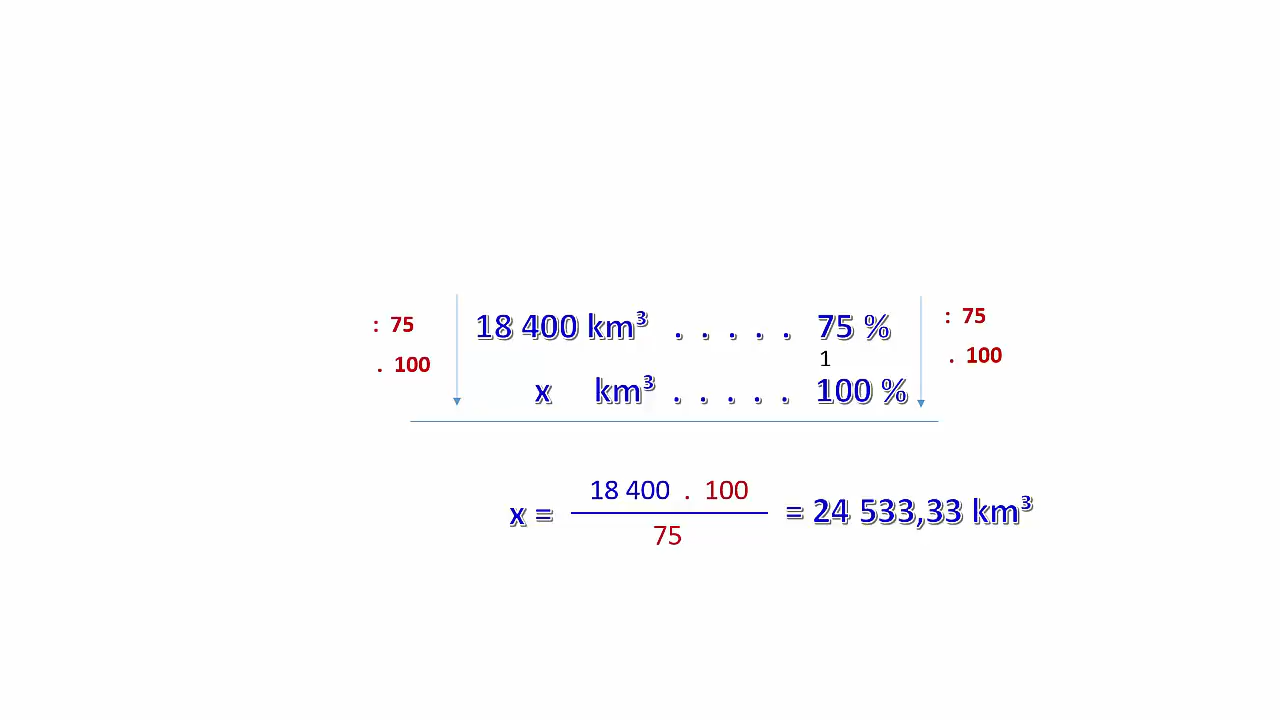 : 75 18 400 km³ . . . . . 75 % : 75
. 100 1 . 100
x km³ . . . . . 100 %
x = 18 400 . 100 / 75 = 24 533,33 km³